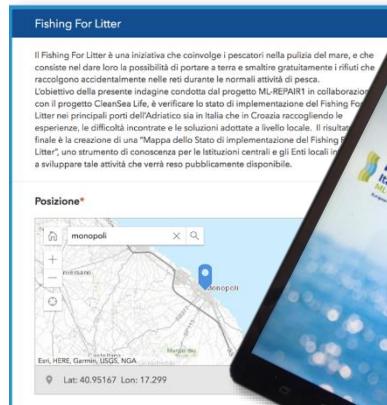 Fishing For Litter
Il Fishing For Litter è una iniziativa che coinvolge i pescatori nella pulizia del mare, e che
consiste nel dare loro la possibilità di portare a terra e smaltire gratuitamente i rifiuti che
raccolgono accidentalmente nelle reti durante le normali attività di pesca.
L'obiettivo della presente indagine condotta dal progetto ML-REPAIR1 in collaborazione
con il progetto CleanSea Life, è verificare lo stato di implementazione del Fishing For
Litter nei principali porti dell'Adriatico sia in Italia che in Croazia raccogliendo le
esperienze, le difficoltà incontrate e le soluzioni adottate a livello locale. Il risultato
finale è la creazione di una "Mappa dello Stato di implementazione del Fishing F
Litter", uno strumento di conoscenza per le Istituzioni centrali e gli Enti locali in
a sviluppare tale attività che verrà reso pubblicamente disponibile.
Posizione*
monopoli
Monopoli
Esri, HERE, Garmin, USGS, NGA
Lat: 40.95167 Lon: 17.299